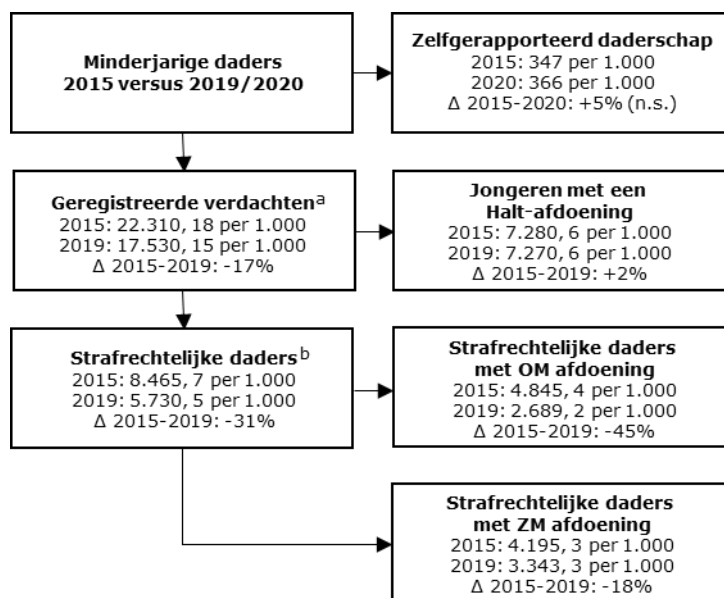 Minderjarige daders
2015 versus 2019/2020
Zelfgerapporteerd daderschap
2015: 347 per 1.000
2020: 366 per 1.000
Δ 2015-2020: +5% (n.s.)
Geregistreerde verdachtenᵃ
2015: 22.310, 18 per 1.000
2019: 17.530, 15 per 1.000
Δ 2015-2019: -17%
Jongeren met een
Halt-afdoening
2015: 7.280, 6 per 1.000
2019: 7.270, 6 per 1.000
Δ 2015-2019: +2%
Strafrechtelijke dadersᵇ
2015: 8.465, 7 per 1.000
2019: 5.730, 5 per 1.000
Δ 2015-2019: -31%
Strafrechtelijke daders
met OM afdoening
2015: 4.845, 4 per 1.000
2019: 2.689, 2 per 1.000
Δ 2015-2019: -45%
Strafrechtelijke daders
met ZM afdoening
2015: 4.195, 3 per 1.000
2019: 3.343, 3 per 1.000
Δ 2015-2019: -18%